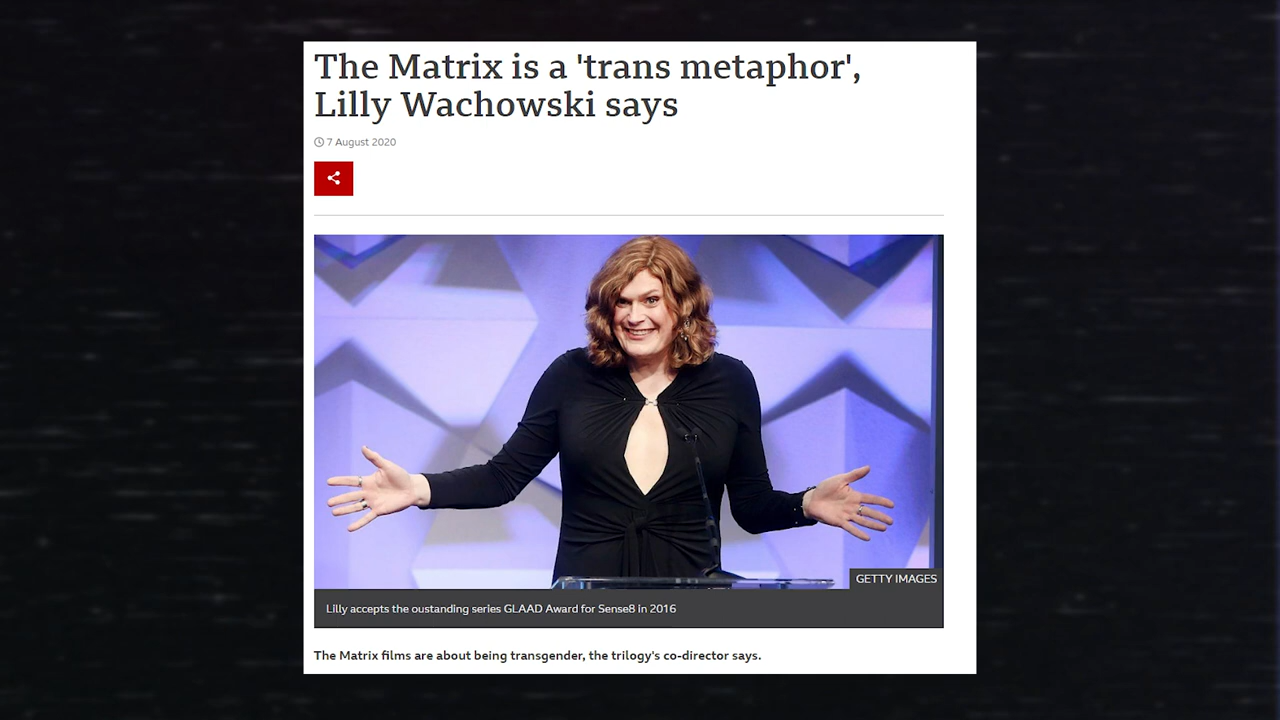 The Matrix is a 'trans metaphor',
Lilly Wachowski says
7 August 2020
GETTY IMAGES
Lilly accepts the oustanding series GLAAD Award for Sense8 in 2016
The Matrix films are about being transgender, the trilogy's co-director says.